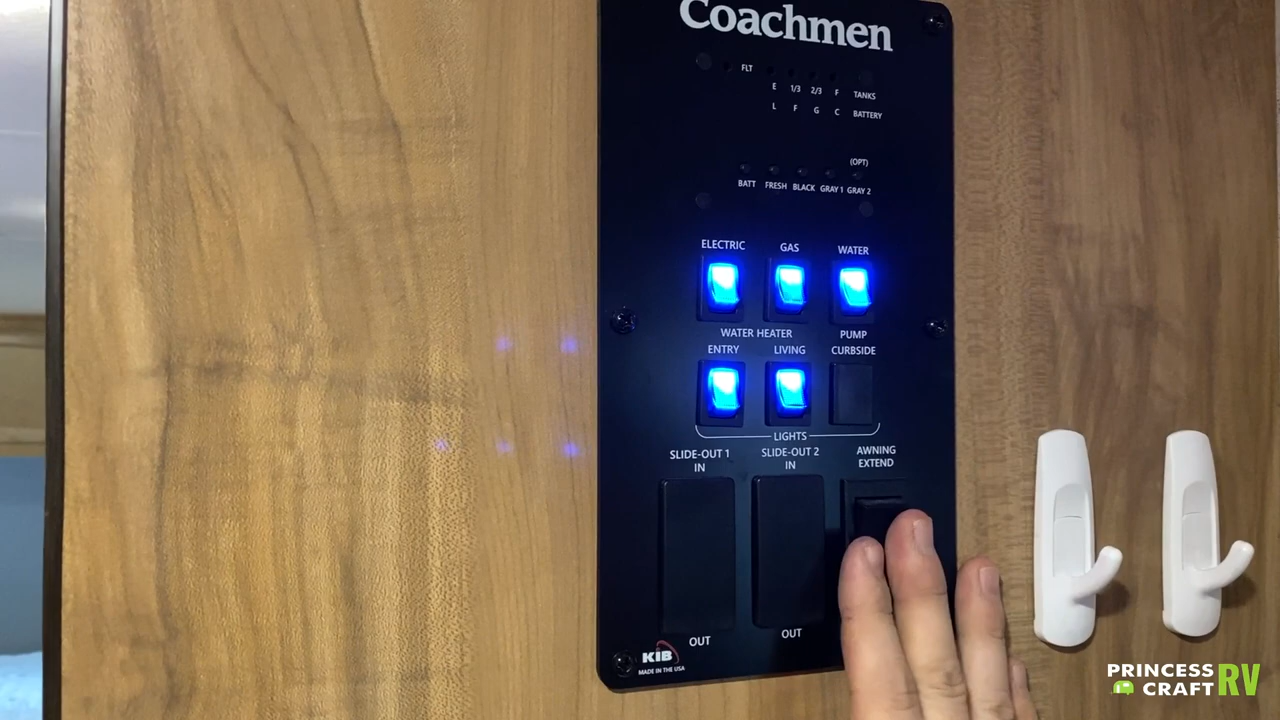 Coachmen
FLT
E 1/3 2/3 F TANKS
L F G C BATTERY
(OPT)
BATT FRESH BLACK GRAY 1 GRAY 2
ELECTRIC GAS WATER
WATER HEATER PUMP
ENTRY LIVING CURBSIDE
LIGHTS
SLIDE-OUT 1 SLIDE-OUT 2 AWNING
IN IN EXTEND
OUT OUT
KIB
MADE IN THE USA
PRINCESS
CRAFT RV